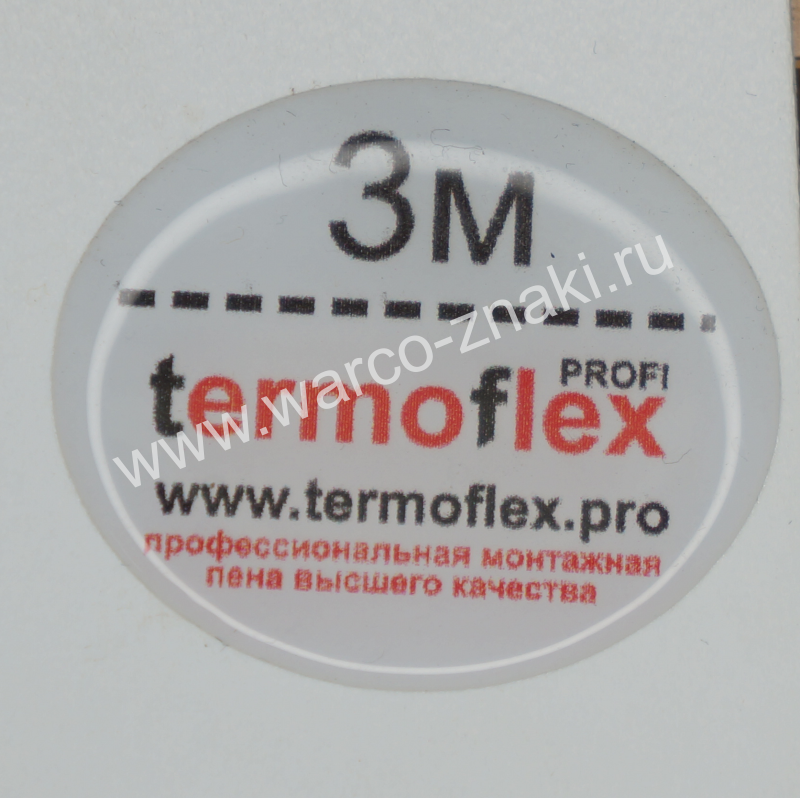 3м
termoflex PROFI
www.termoflex.pro
профессиональная монтажная
пена высшего качества
www.warco-znaki.ru